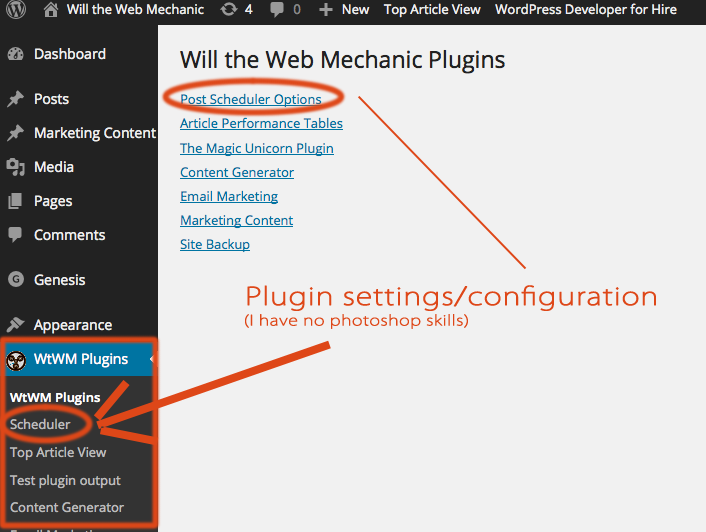 Will the Web Mechanic 4 0 New Top Article View WordPress Developer for Hire
Dashboard
Posts
Marketing Content
Media
Pages
Comments
Genesis
Appearance
WtWM Plugins
WtWM Plugins
Scheduler
Top Article View
Test plugin output
Content Generator
Email
Will the Web Mechanic Plugins
Post Scheduler Options
Article Performance Tables
The Magic Unicorn Plugin
Content Generator
Email Marketing
Marketing Content
Site Backup
Plugin settings/configuration
(I have no photoshop skills)